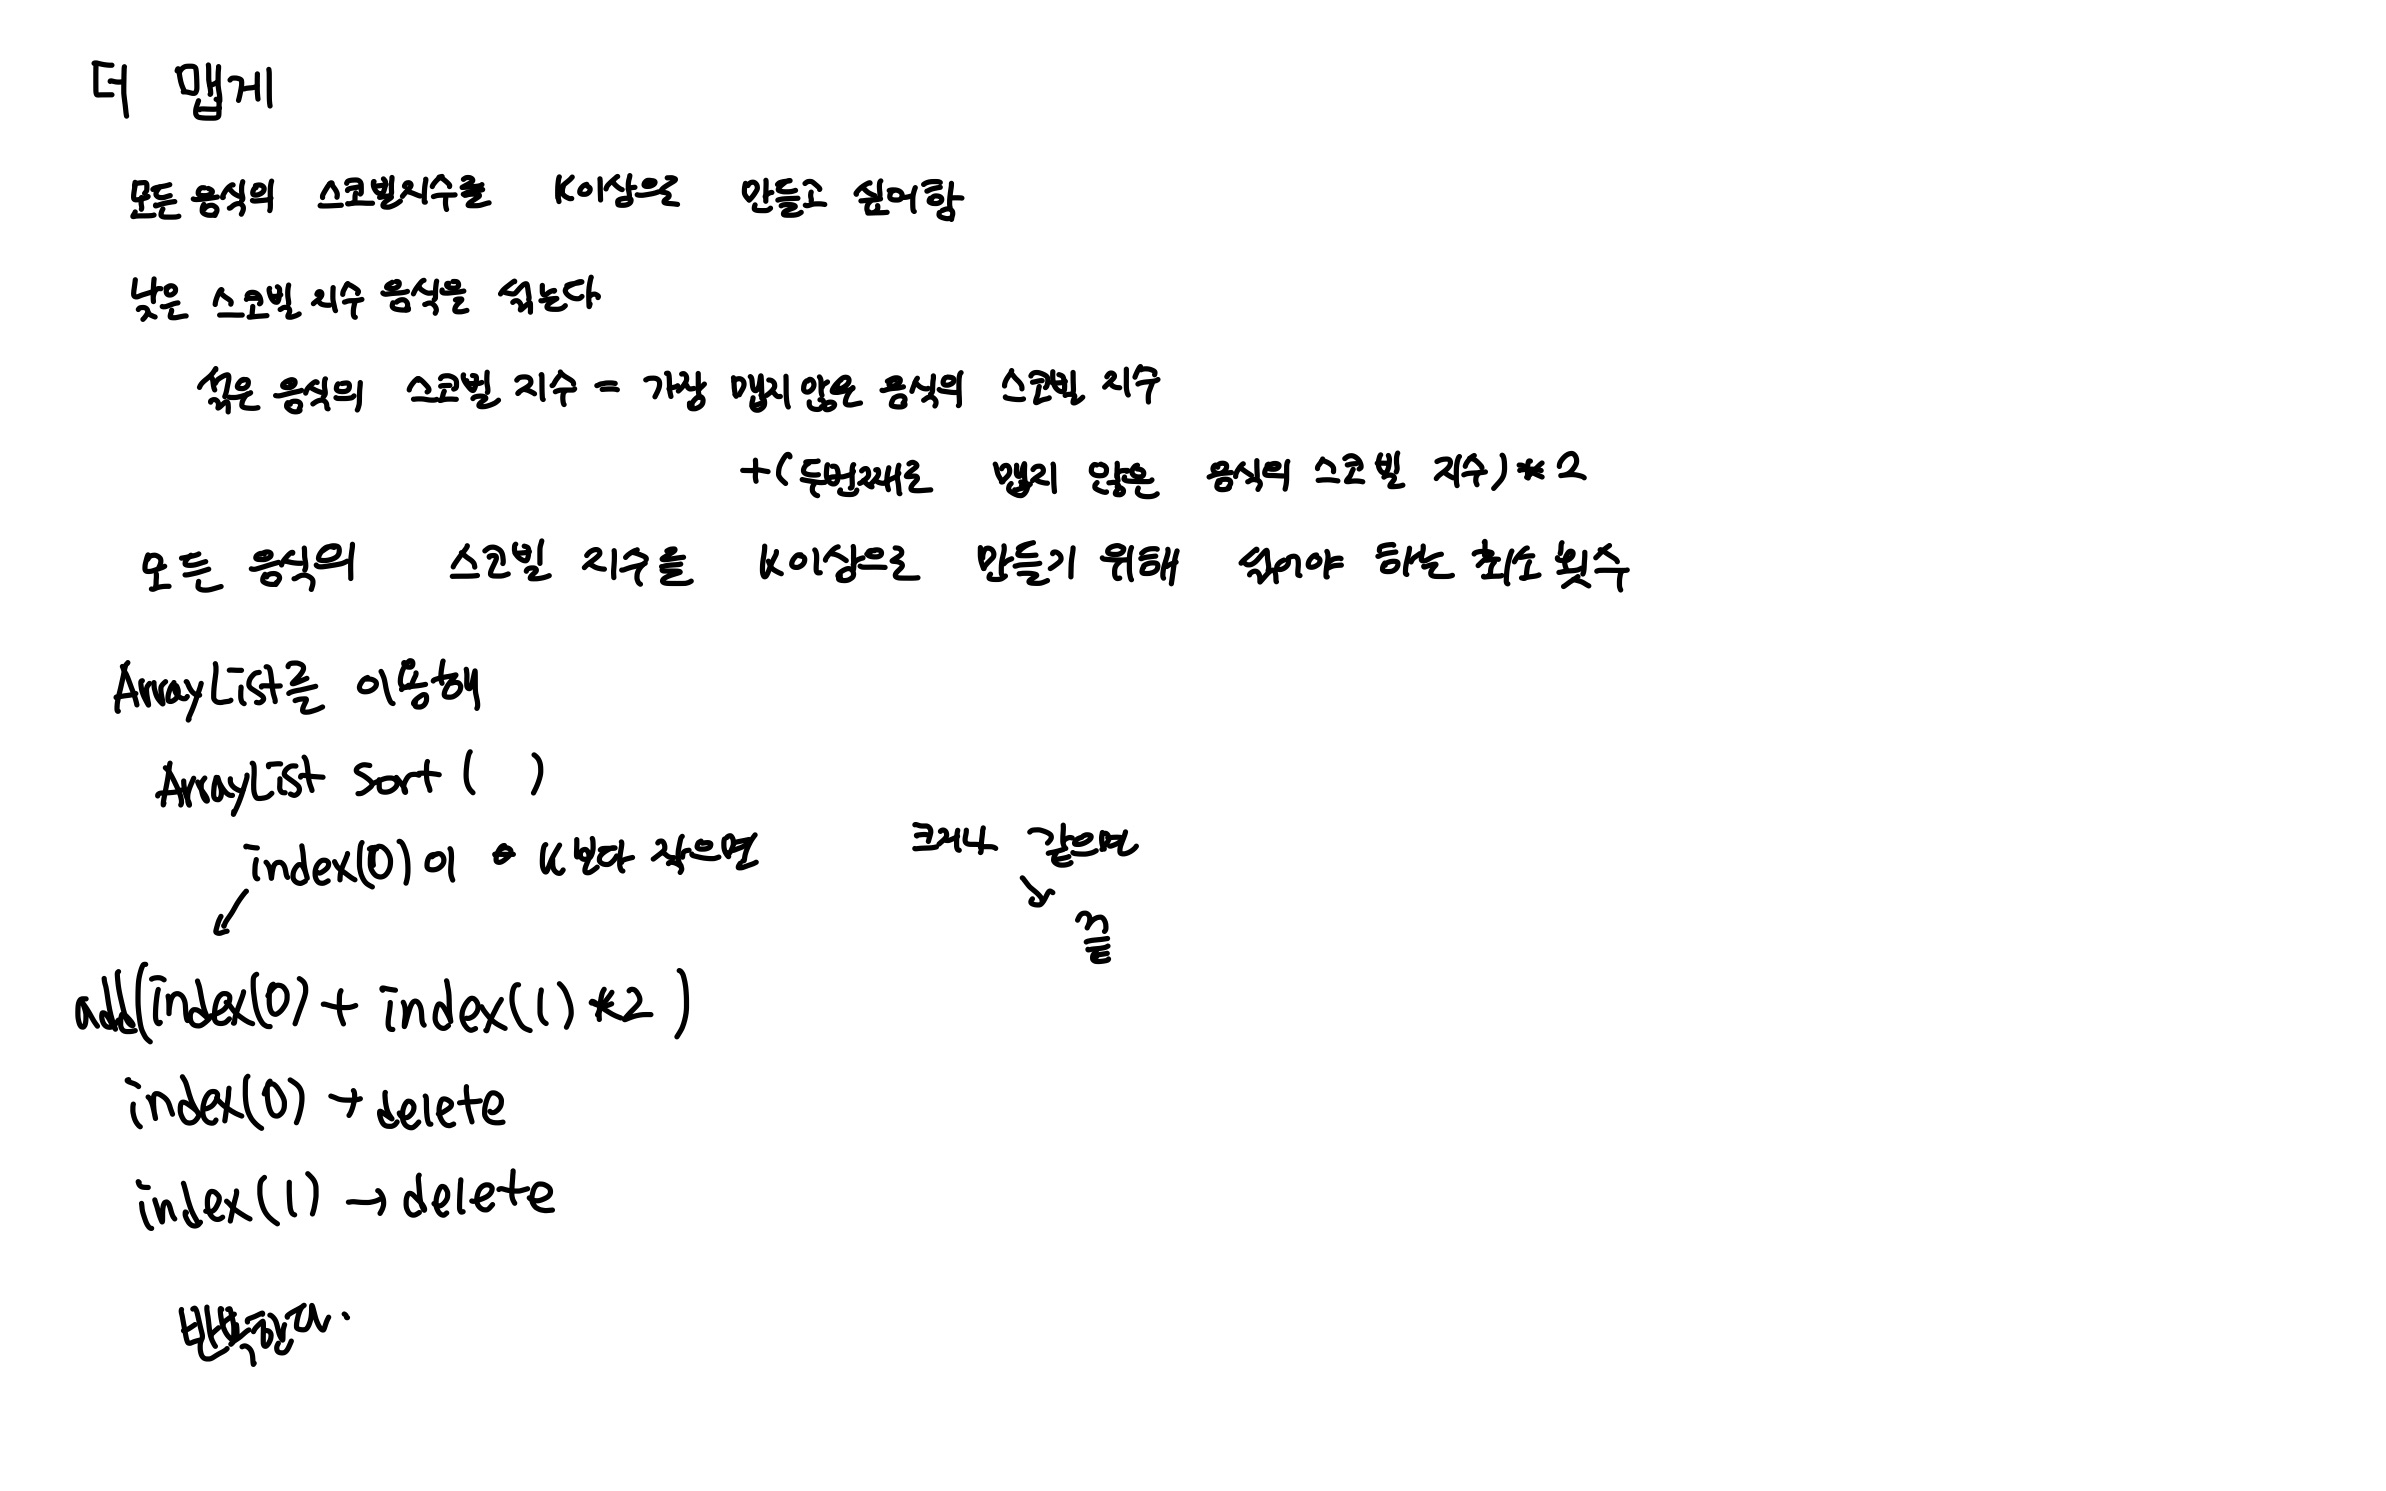 더 맵게
모든 음식의 스코빌지수를 K이상으로 만들고 싶어함
낮은 스코빌 지수 음식을 섞는다
섞은 음식의 스코빌 지수 = 가장 맵지 않은 음식의 스코빌 지수
+(두번째로 맵지 않은 음식의 스코빌 지수)*2
모든 음식의 스코빌 지수를 K이상으로 만들기 위해 섞어야 하는 최소 횟수
ArrayList를 이용해
ArrayList sort ( )
index(0)이 K보다 작으면 크거나 같으면
끝
add(index(0)+ index(1)*2)
index(0) → delete
index(1) → delete